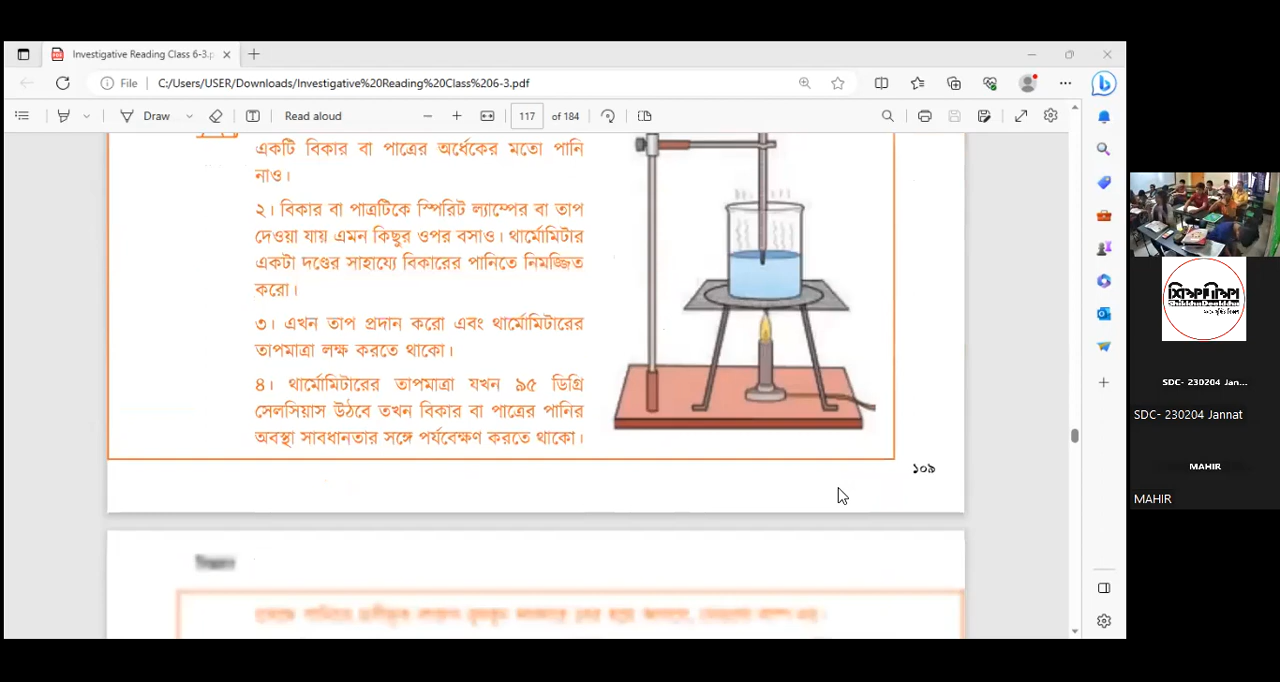 Investigative Reading Class 6-3.p
File
C:/Users/USER/Downloads/Investigative%20Reading%20Class%206-3.pdf
Draw
Read aloud
117
of 184
একটি বিকার বা পাত্রের অর্ধেকের মতো পানি
নাও।
২। বিকার বা পাত্রটিকে স্পিরিট ল্যাম্পের বা তাপ
দেওয়া যায় এমন কিছুর ওপর বসাও। থার্মোমিটার
একটা দণ্ডের সাহায্যে বিকারের পানিতে নিমজ্জিত
করো।
৩। এখন তাপ প্রদান করো এবং থার্মোমিটারের
তাপমাত্রা লক্ষ করতে থাকো।
৪। থার্মোমিটারের তাপমাত্রা যখন ৯৫ ডিগ্রি
সেলসিয়াস উঠবে তখন বিকার বা পাত্রের পানির
অবস্থা সাবধানতার সঙ্গে পর্যবেক্ষণ করতে থাকো।
১০৯
SDC- 230204 Jan...
SDC- 230204 Jannat
MAHIR
MAHIR